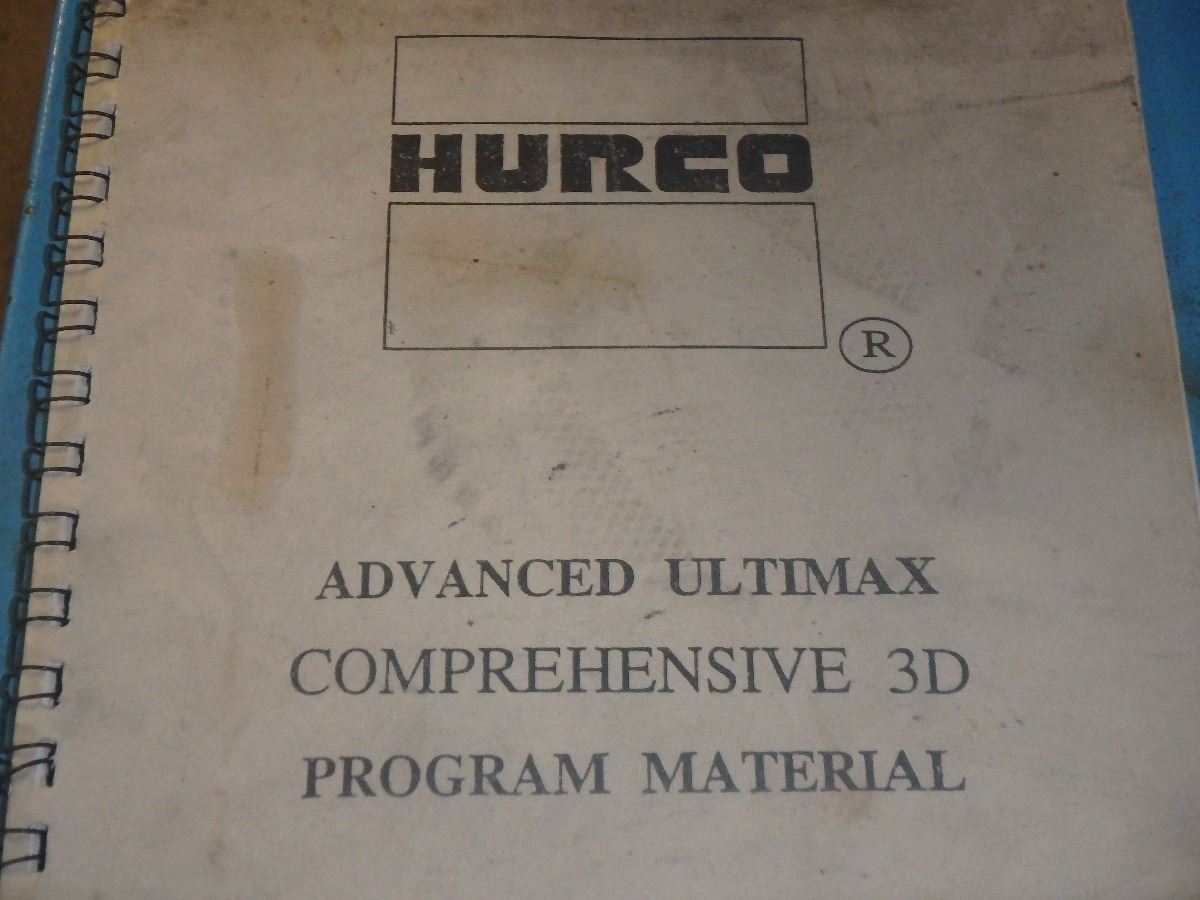 HURCO
®
ADVANCED ULTIMAX
COMPREHENSIVE 3D
PROGRAM MATERIAL